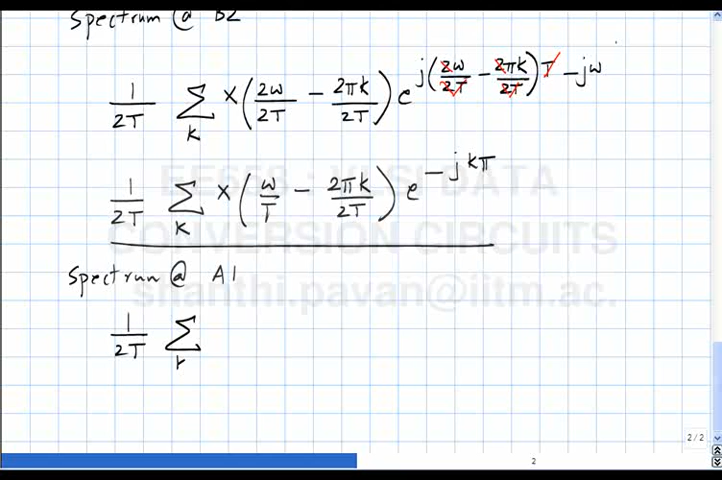 Spectrum @ B2
1/2T Σ_K X(2ω/2T − 2πk/2T) e^{j(2ω/2T − 2πk/2T)T − jω}
1/2T Σ_K X(ω/T − 2πk/2T) e^{−jkπ}
Spectrum @ A1
1/2T Σ
EE658: VLSI DATA
CONVERSION CIRCUITS
shanthi.pavan@iitm.ac.
2/2
2